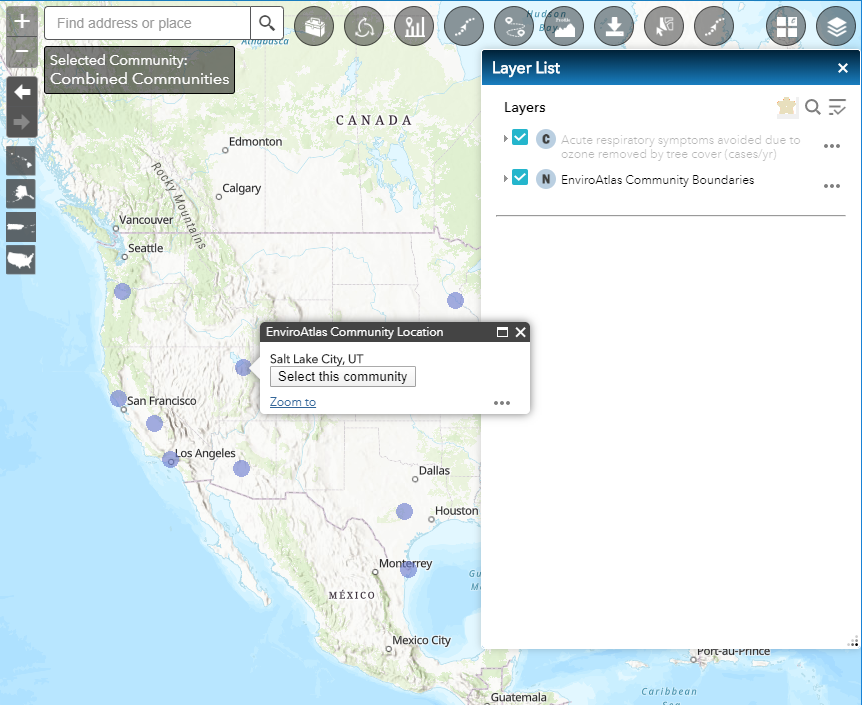 +
Find address or place
Hudson
Bay
Profile
−
Selected Community:
Combined Communities
Athabasca
Layer List
Layers
C
Acute respiratory symptoms avoided due to
ozone removed by tree cover (cases/yr)
N
EnviroAtlas Community Boundaries
CANADA
Edmonton
Rocky Mountains
Calgary
Vancouver
Seattle
EnviroAtlas Community Location
Salt Lake City, UT
Select this community
Zoom to
San Francisco
Los Angeles
Dallas
Houston
Monterrey
Gu
M
MÉXICO
Mexico City
Port-au-Prince
Caribbean
Sea
Guatemala